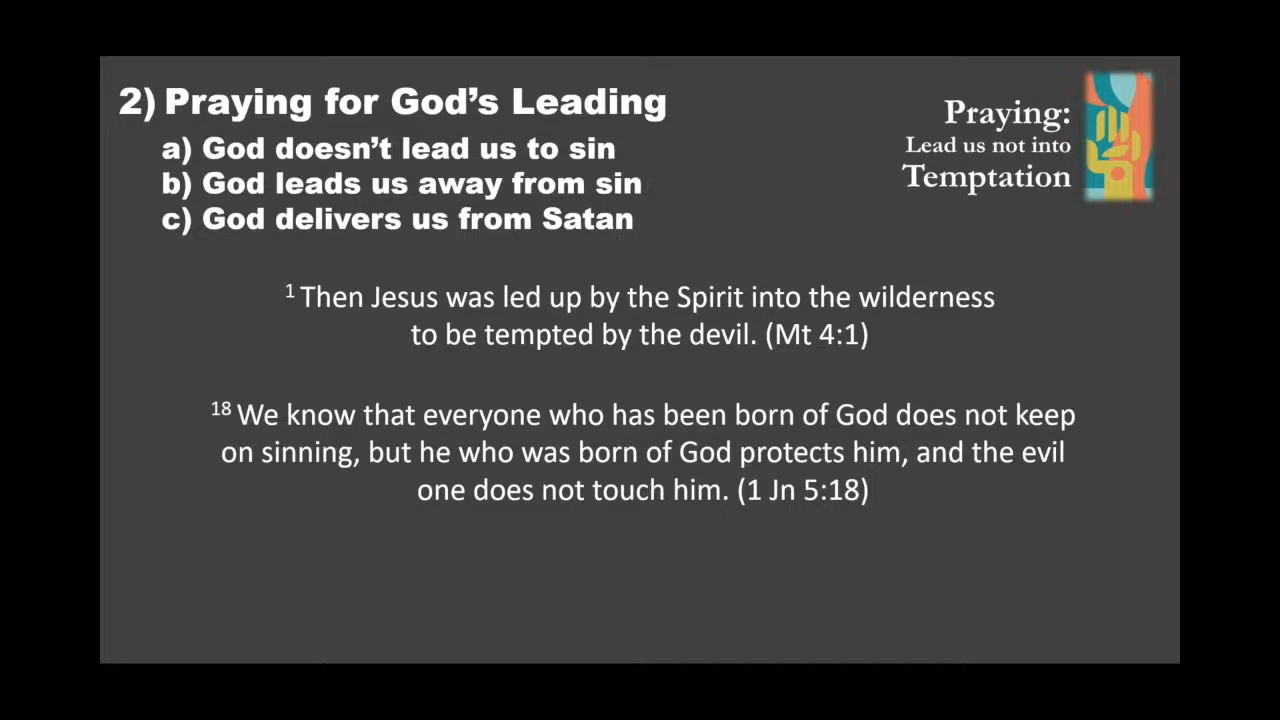 2) Praying for God's Leading
a) God doesn't lead us to sin
b) God leads us away from sin
c) God delivers us from Satan
Praying:
Lead us not into
Temptation
1 Then Jesus was led up by the Spirit into the wilderness
to be tempted by the devil. (Mt 4:1)
18 We know that everyone who has been born of God does not keep
on sinning, but he who was born of God protects him, and the evil
one does not touch him. (1 Jn 5:18)